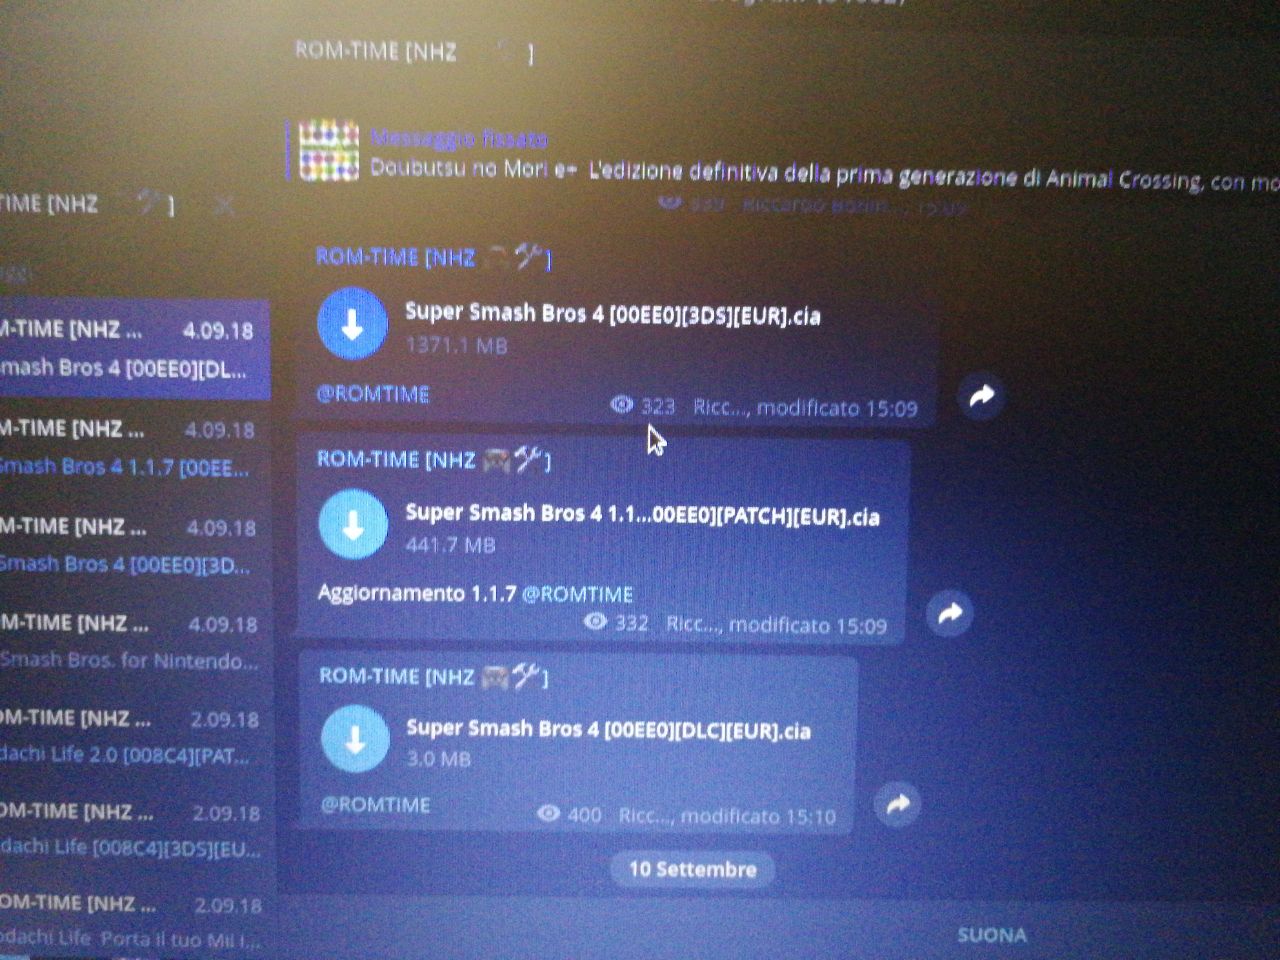 ROM-TIME [NHZ ]
Messaggio fissato
Doubutsu no Mori e+ L'edizione definitiva della prima generazione di Animal Crossing, con mo
TIME [NHZ ]
339 Riccardo 15:09
ROM-TIME [NHZ ]
Super Smash Bros 4 [00EE0][3DS][EUR].cia
1371.1 MB
@ROMTIME
323 Ricc..., modificato 15:09
ROM-TIME [NHZ ]
Super Smash Bros 4 1.1...00EE0][PATCH][EUR].cia
441.7 MB
Aggiornamento 1.1.7 @ROMTIME
332 Ricc..., modificato 15:09
ROM-TIME [NHZ ]
Super Smash Bros 4 [00EE0][DLC][EUR].cia
3.0 MB
@ROMTIME
400 Ricc..., modificato 15:10
10 Settembre
SUONA
M-TIME [NHZ ... 4.09.18
mash Bros 4 [00EE0][DL...
M-TIME [NHZ ... 4.09.18
Smash Bros 4 1.1.7 [00EE...
M-TIME [NHZ ... 4.09.18
Smash Bros 4 [00EE0][3D...
M-TIME [NHZ ... 4.09.18
Smash Bros. for Nintendo...
OM-TIME [NHZ ... 2.09.18
dachi Life 2.0 [008C4][PAT...
OM-TIME [NHZ ... 2.09.18
dachi Life [008C4][3DS][EU...
OM-TIME [NHZ ... 2.09.18
odachi Life Porta il tuo Mii i...